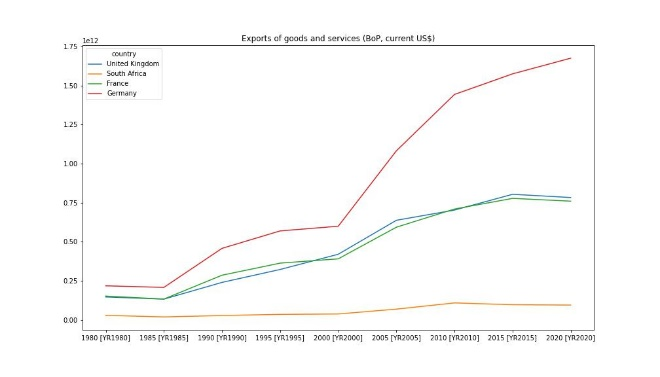 Exports of goods and services (BoP, current US$)
1e12
1.75
1.50
1.25
1.00
0.75
0.50
0.25
0.00
country
United Kingdom
South Africa
France
Germany
1980 [YR1980] 1985 [YR1985] 1990 [YR1990] 1995 [YR1995] 2000 [YR2000] 2005 [YR2005] 2010 [YR2010] 2015 [YR2015] 2020 [YR2020]